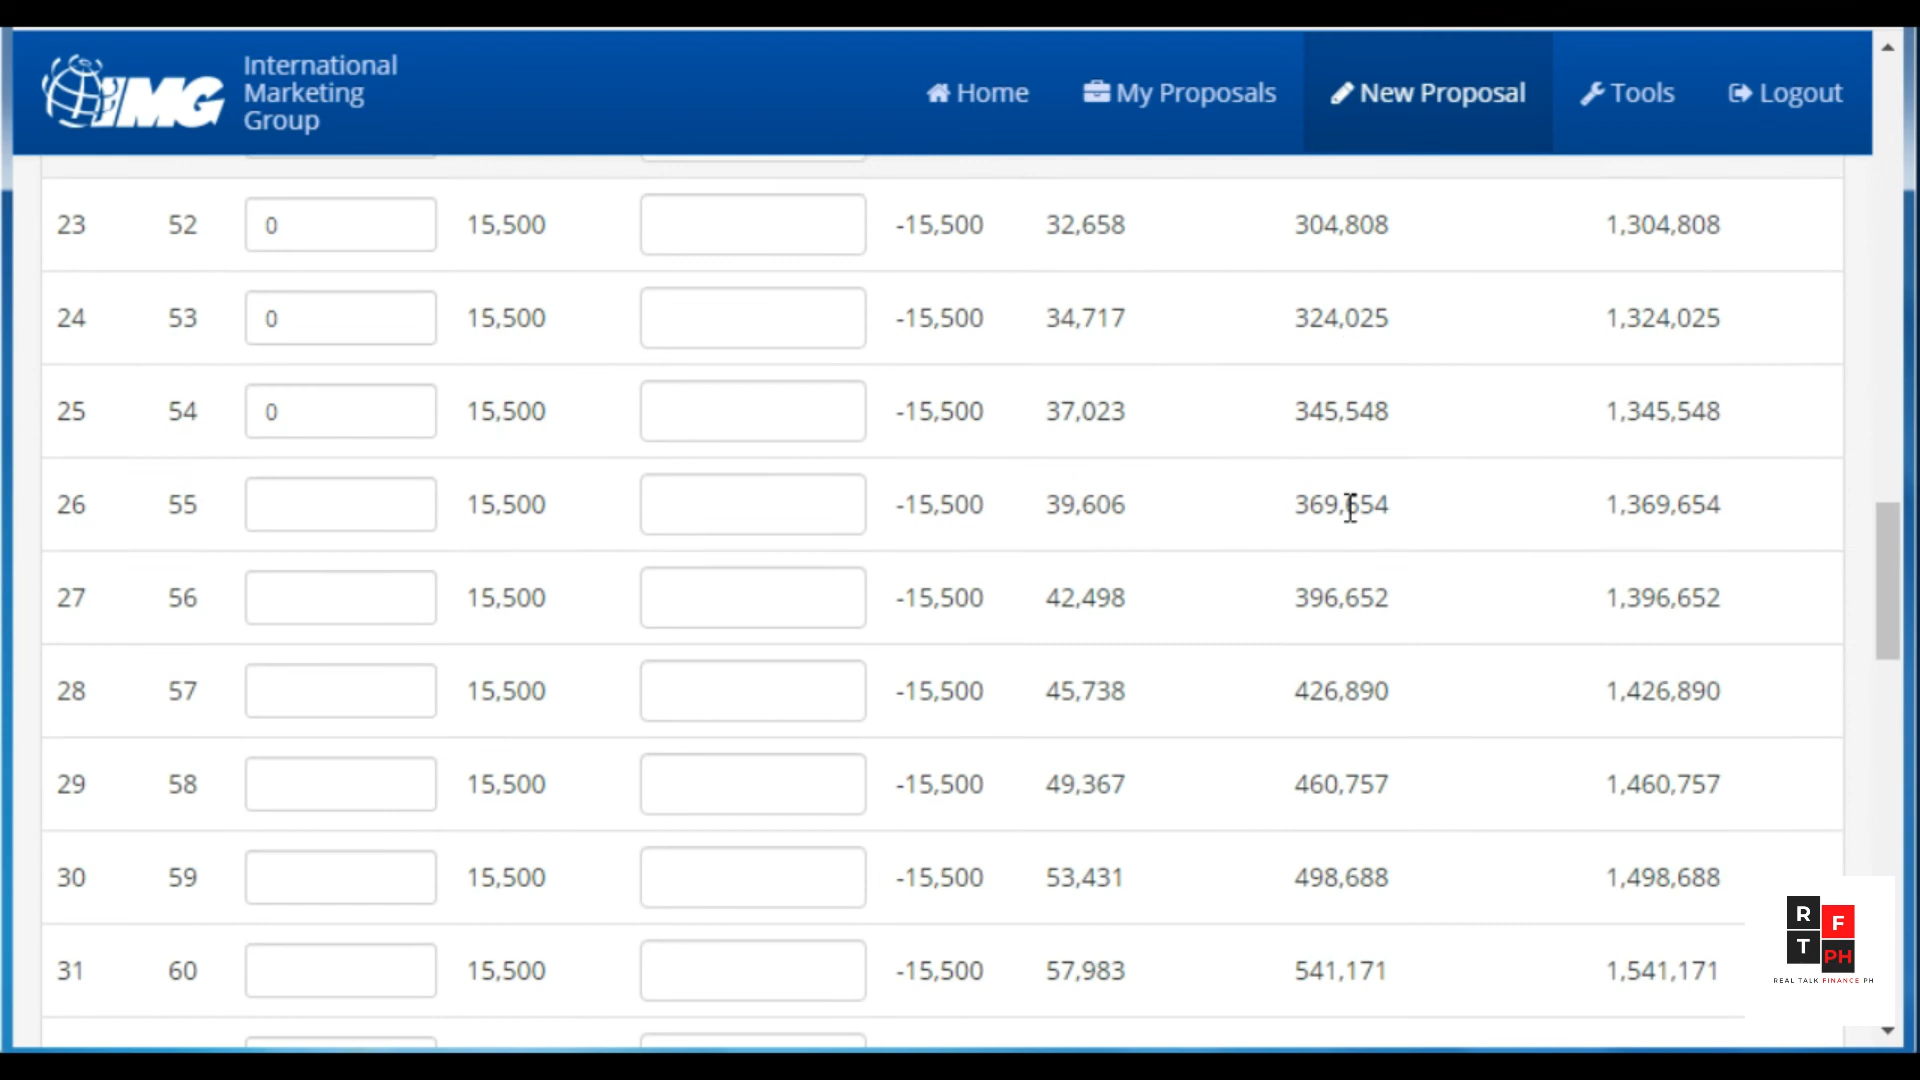 IMG
International
Marketing
Group
Home
My Proposals
New Proposal
Tools
Logout
23 52 0 15,500 -15,500 32,658 304,808 1,304,808
24 53 0 15,500 -15,500 34,717 324,025 1,324,025
25 54 0 15,500 -15,500 37,023 345,548 1,345,548
26 55 15,500 -15,500 39,606 369,654 1,369,654
27 56 15,500 -15,500 42,498 396,652 1,396,652
28 57 15,500 -15,500 45,738 426,890 1,426,890
29 58 15,500 -15,500 49,367 460,757 1,460,757
30 59 15,500 -15,500 53,431 498,688 1,498,688
31 60 15,500 -15,500 57,983 541,171 1,541,171
R F
T PH
REAL TALK FINANCE PH